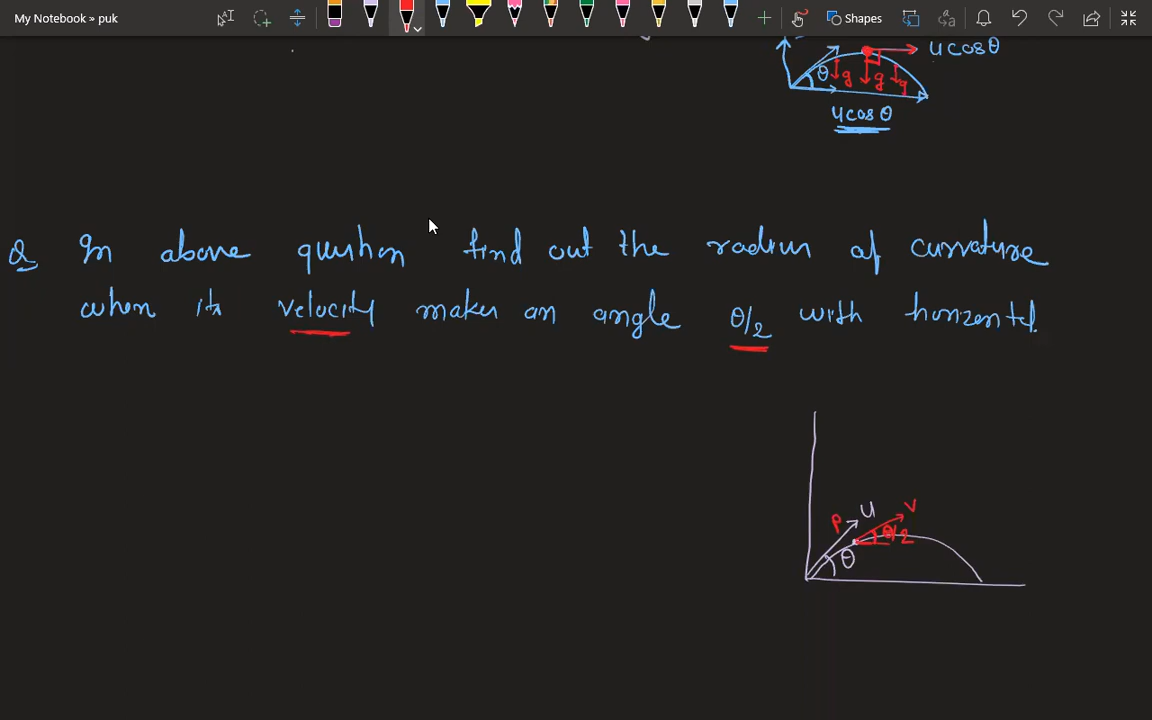 My Notebook » puk
Shapes
u cos θ
θ g g g
u cos θ
Q In above question find out the radius of curvature
when its velocity makes an angle θ/2 with horizontal.
P u v
θ/2
θ